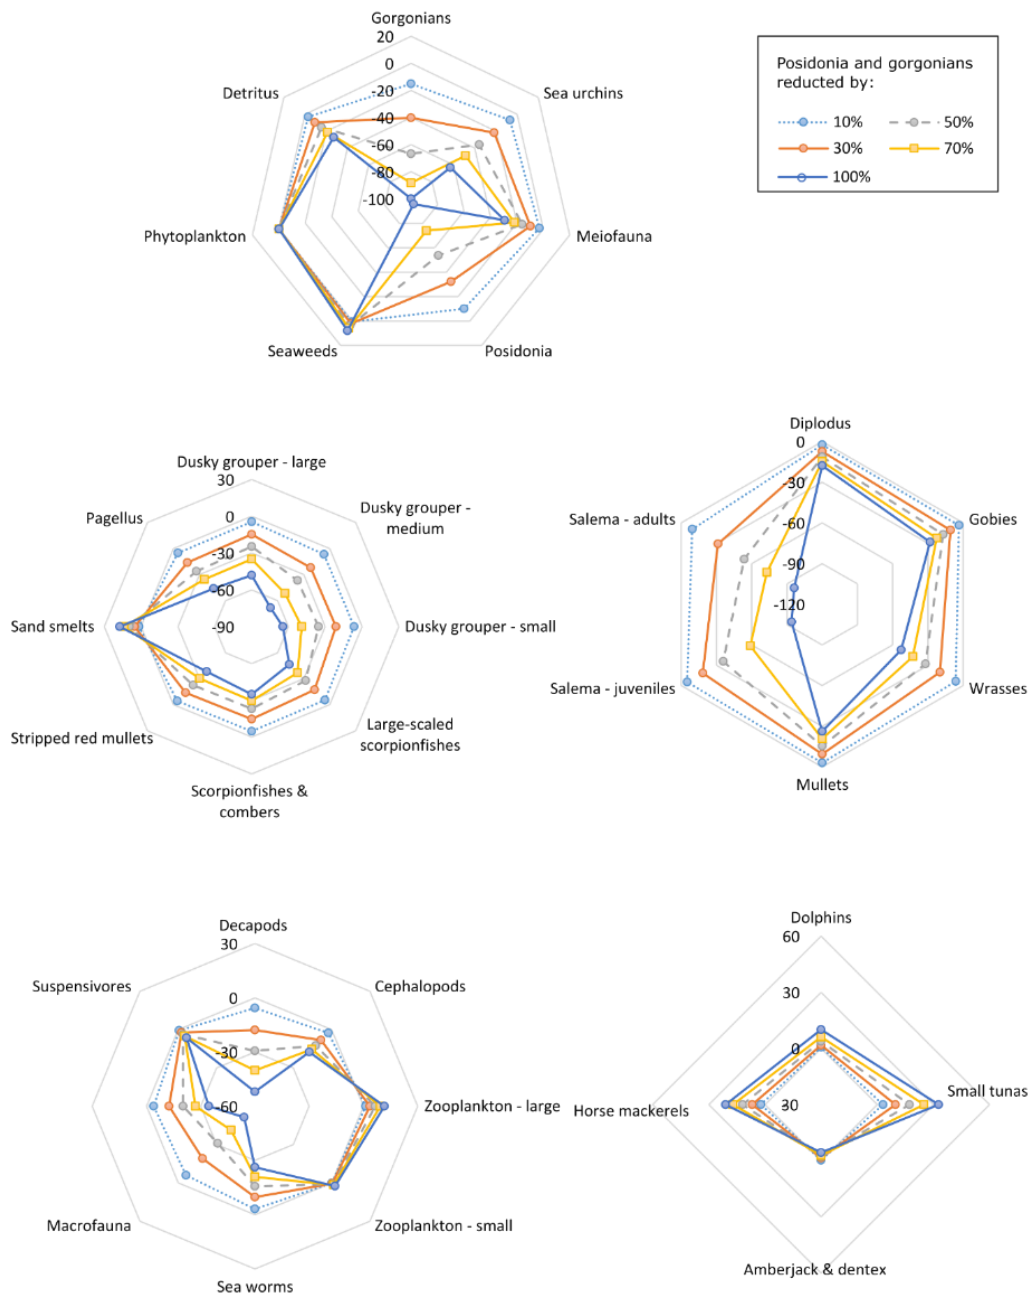 Gorgonians
20
0
-20
-40
-60
-80
-100
Detritus
Sea urchins
Phytoplankton
Meiofauna
Seaweeds
Posidonia
Posidonia and gorgonians
reducted by:
10%
50%
30%
70%
100%
Dusky grouper - large
30
0
-30
-60
-90
Pagellus
Dusky grouper -
medium
Sand smelts
Dusky grouper - small
Stripped red mullets
Large-scaled
scorpionfishes
Scorpionfishes &
combers
Diplodus
0
-30
-60
-90
-120
Salema - adults
Gobies
Salema - juveniles
Wrasses
Mullets
Decapods
30
0
-30
-60
Suspensivores
Cephalopods
Zooplankton - large
Macrofauna
Zooplankton - small
Sea worms
Dolphins
60
30
0
30
Horse mackerels
Small tunas
Amberjack & dentex